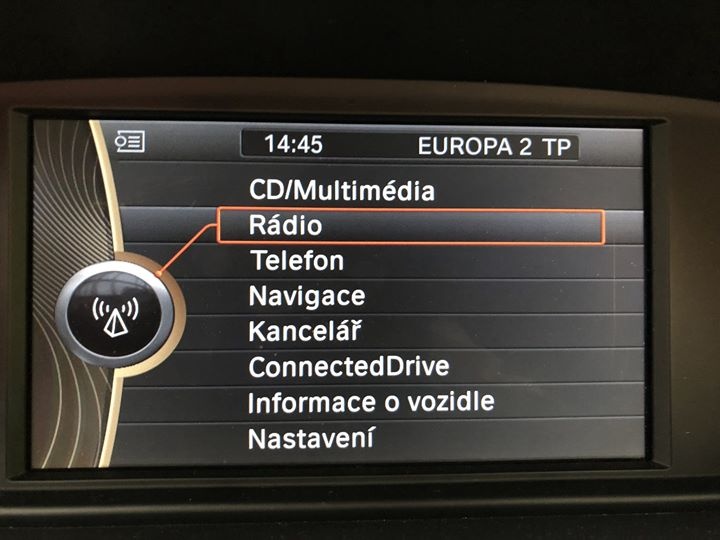 14:45 EUROPA 2 TP
CD/Multimédia
Rádio
Telefon
Navigace
Kancelář
ConnectedDrive
Informace o vozidle
Nastavení